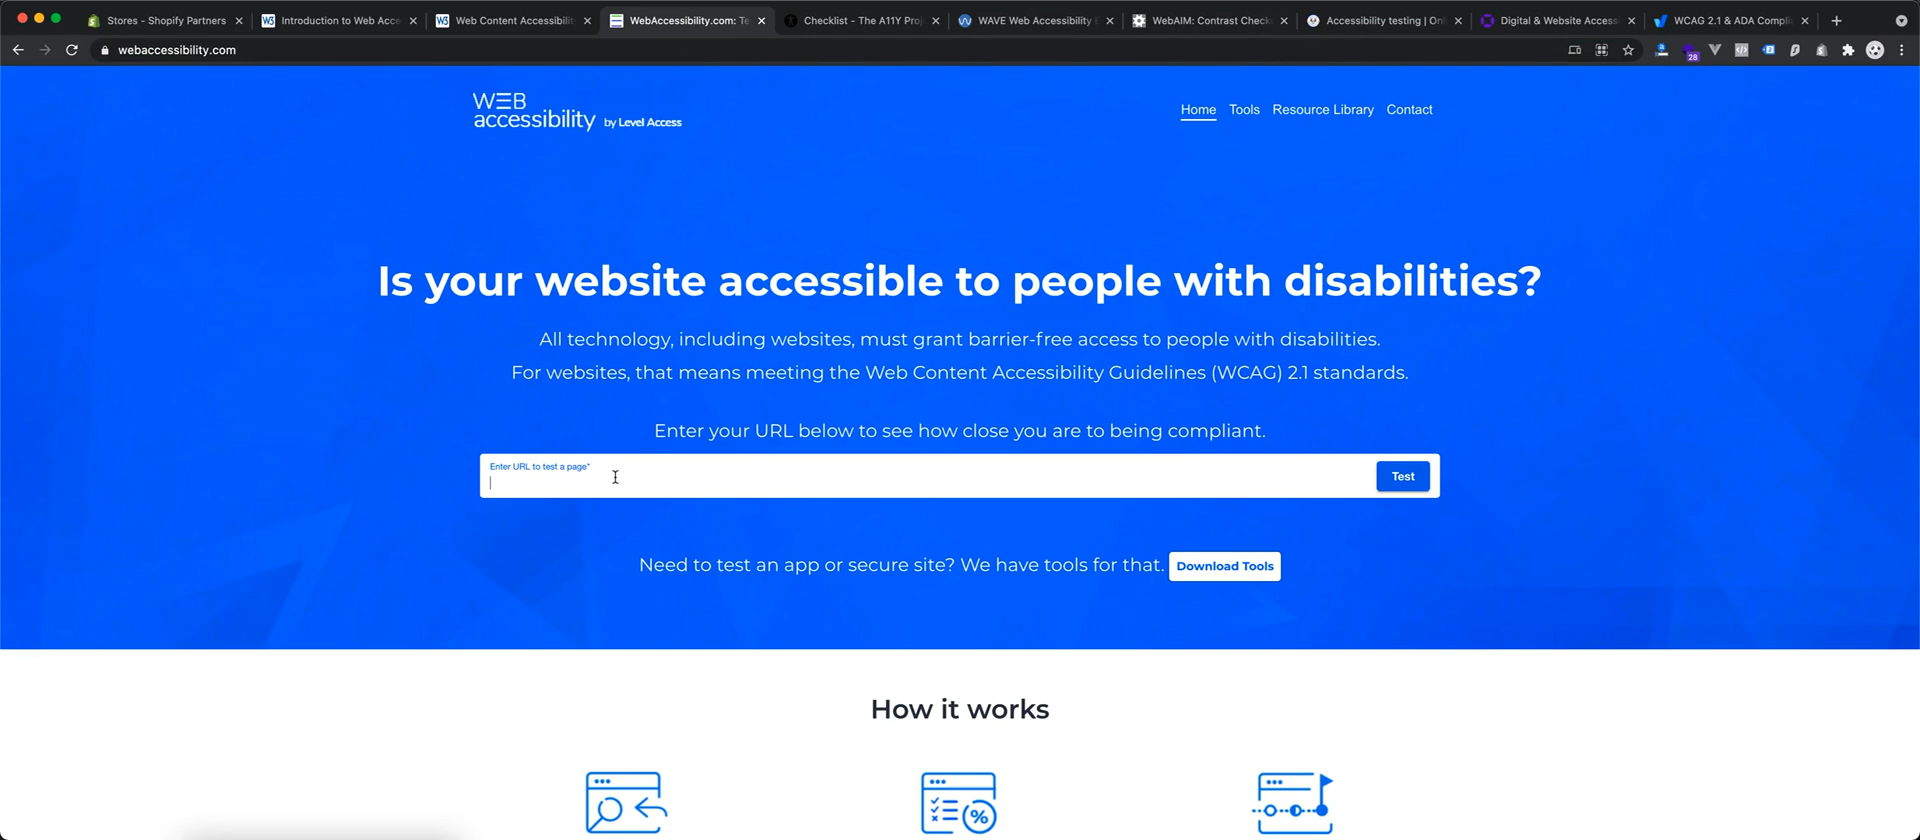 Stores - Shopify Partners
Introduction to Web Acce
Web Content Accessibility
WebAccessibility.com: Te
Checklist - The A11Y Proj
WAVE Web Accessibility E
WebAIM: Contrast Check
Accessibility testing | Onl
Digital & Website Access
WCAG 2.1 & ADA Compli
webaccessibility.com
28
WEB
accessibility by Level Access
Home Tools Resource Library Contact
Is your website accessible to people with disabilities?
All technology, including websites, must grant barrier-free access to people with disabilities.
For websites, that means meeting the Web Content Accessibility Guidelines (WCAG) 2.1 standards.
Enter your URL below to see how close you are to being compliant.
Enter URL to test a page*
Test
Need to test an app or secure site? We have tools for that. Download Tools
How it works
%